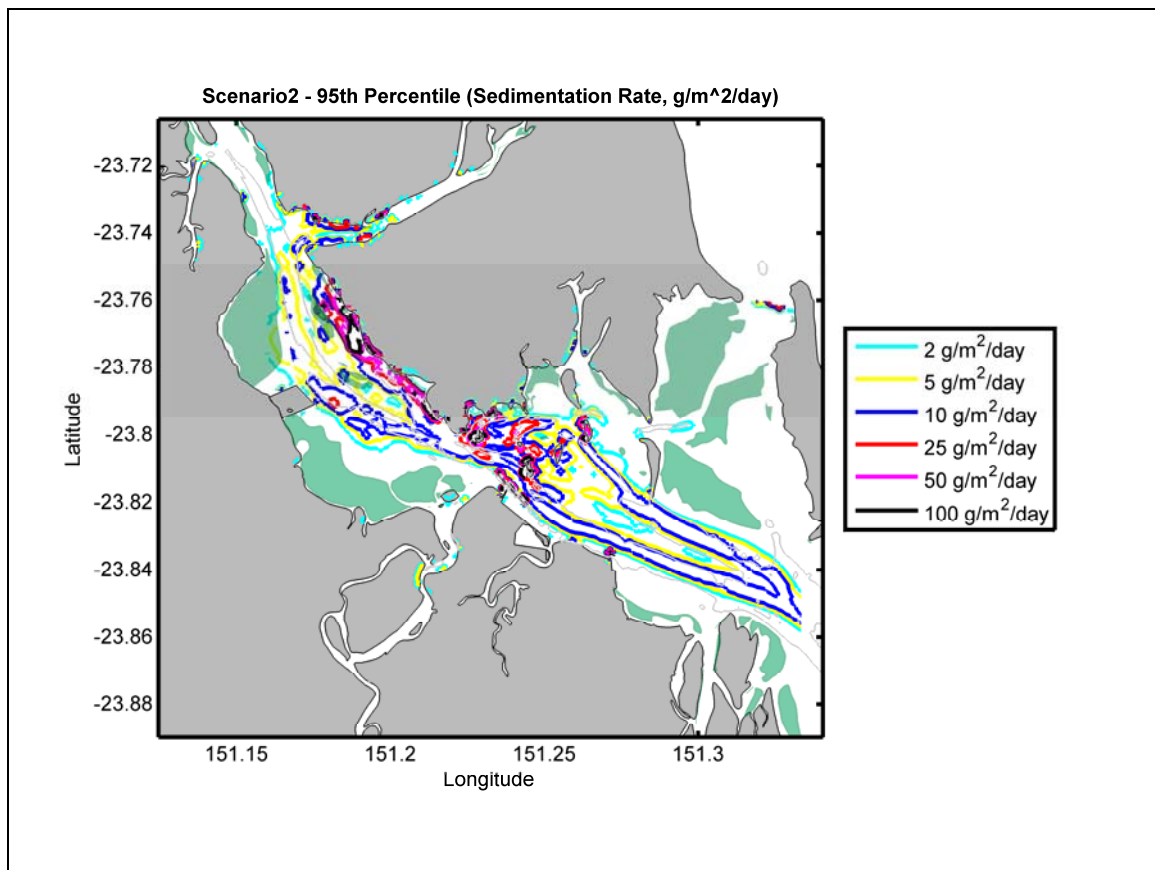 Scenario2 - 95th Percentile (Sedimentation Rate, g/m^2/day)
-23.72
-23.74
-23.76
-23.78
-23.8
-23.82
-23.84
-23.86
-23.88
Latitude
151.15
151.2
151.25
151.3
Longitude
2 g/m²/day
5 g/m²/day
10 g/m²/day
25 g/m²/day
50 g/m²/day
100 g/m²/day